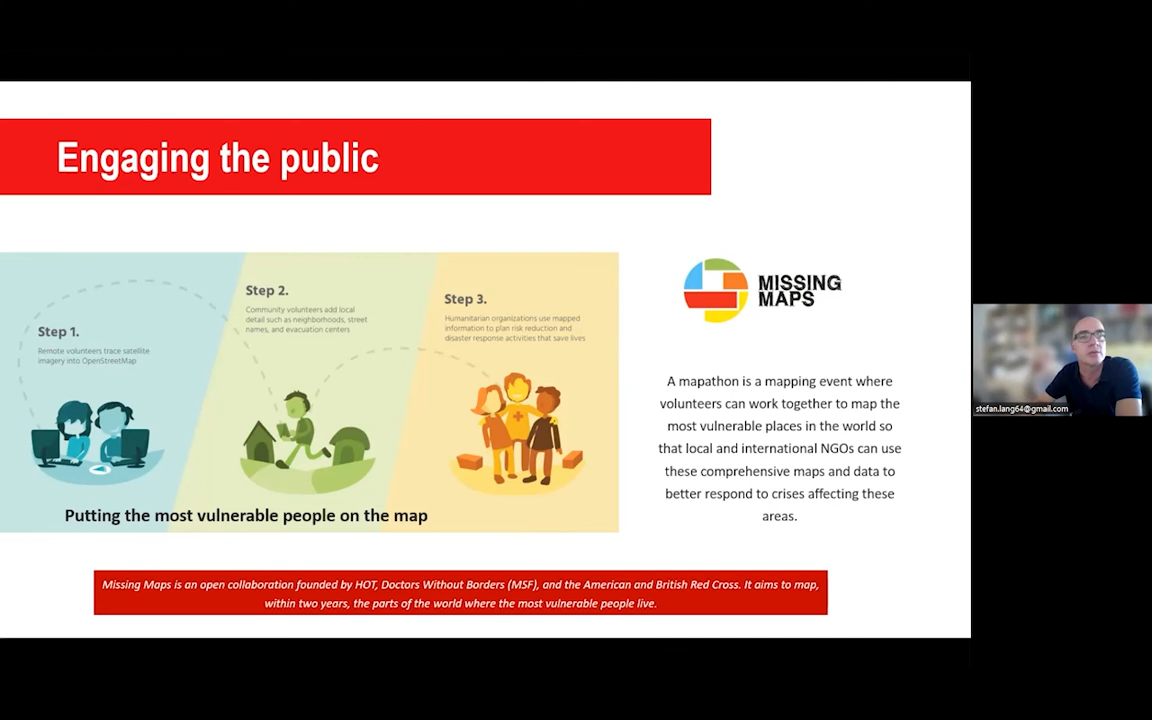 Engaging the public
Step 1.
Remote volunteers trace satellite
imagery into OpenStreetMap
Step 2.
Community volunteers add local
detail such as neighborhoods, street
names, and evacuation centers
Step 3.
Humanitarian organizations use mapped
information to plan risk reduction and
disaster response activities that save lives
Putting the most vulnerable people on the map
MISSING
MAPS
A mapathon is a mapping event where
volunteers can work together to map the
most vulnerable places in the world so
that local and international NGOs can use
these comprehensive maps and data to
better respond to crises affecting these
areas.
Missing Maps is an open collaboration founded by HOT, Doctors Without Borders (MSF), and the American and British Red Cross. It aims to map,
within two years, the parts of the world where the most vulnerable people live.
stefan.lang64@gmail.com